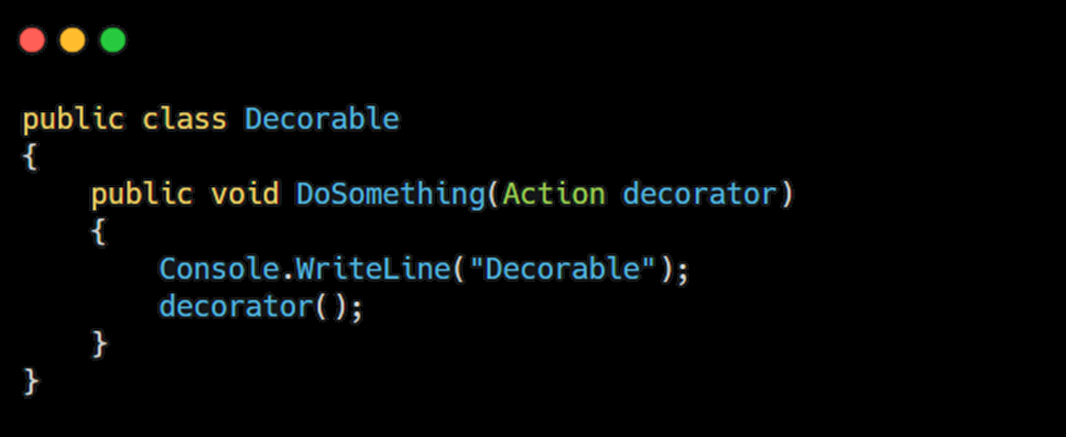 public class Decorable
{
    public void DoSomething(Action decorator)
    {
        Console.WriteLine("Decorable");
        decorator();
    }
}